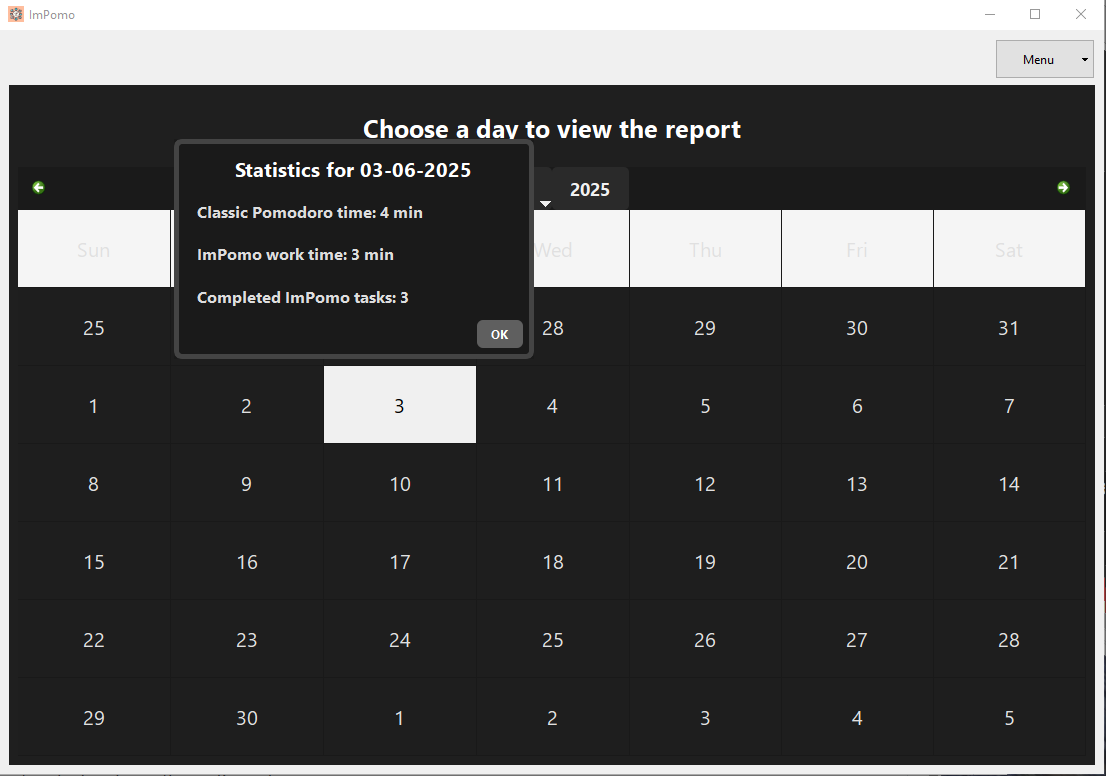 ImPomo
Menu
Choose a day to view the report
Statistics for 03-06-2025
Classic Pomodoro time: 4 min
ImPomo work time: 3 min
Completed ImPomo tasks: 3
OK
2025
Sun Wed Thu Fri Sat
25 28 29 30 31
1 2 3 4 5 6 7
8 9 10 11 12 13 14
15 16 17 18 19 20 21
22 23 24 25 26 27 28
29 30 1 2 3 4 5